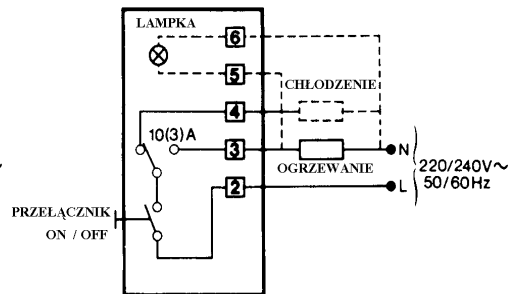 LAMPKA
6
5
CHŁODZENIE
4
10(3)A
3
N
OGRZEWANIE
220/240V~
50/60Hz
2
L
PRZEŁĄCZNIK
ON / OFF